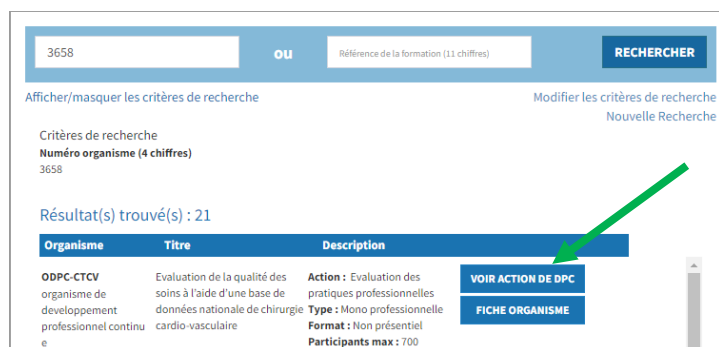 3658 ou Référence de la formation (11 chiffres) RECHERCHER
Afficher/masquer les critères de recherche
Modifier les critères de recherche
Nouvelle Recherche
Critères de recherche
Numéro organisme (4 chiffres)
3658
Résultat(s) trouvé(s) : 21
Organisme Titre Description
ODPC-CTCV
organisme de
developpement
professionnel continu
e
Evaluation de la qualité des
soins à l'aide d'une base de
données nationale de chirurgie
cardio-vasculaire
Action : Evaluation des
pratiques professionnelles
Type : Mono professionnelle
Format : Non présentiel
Participants max : 700
VOIR ACTION DE DPC
FICHE ORGANISME